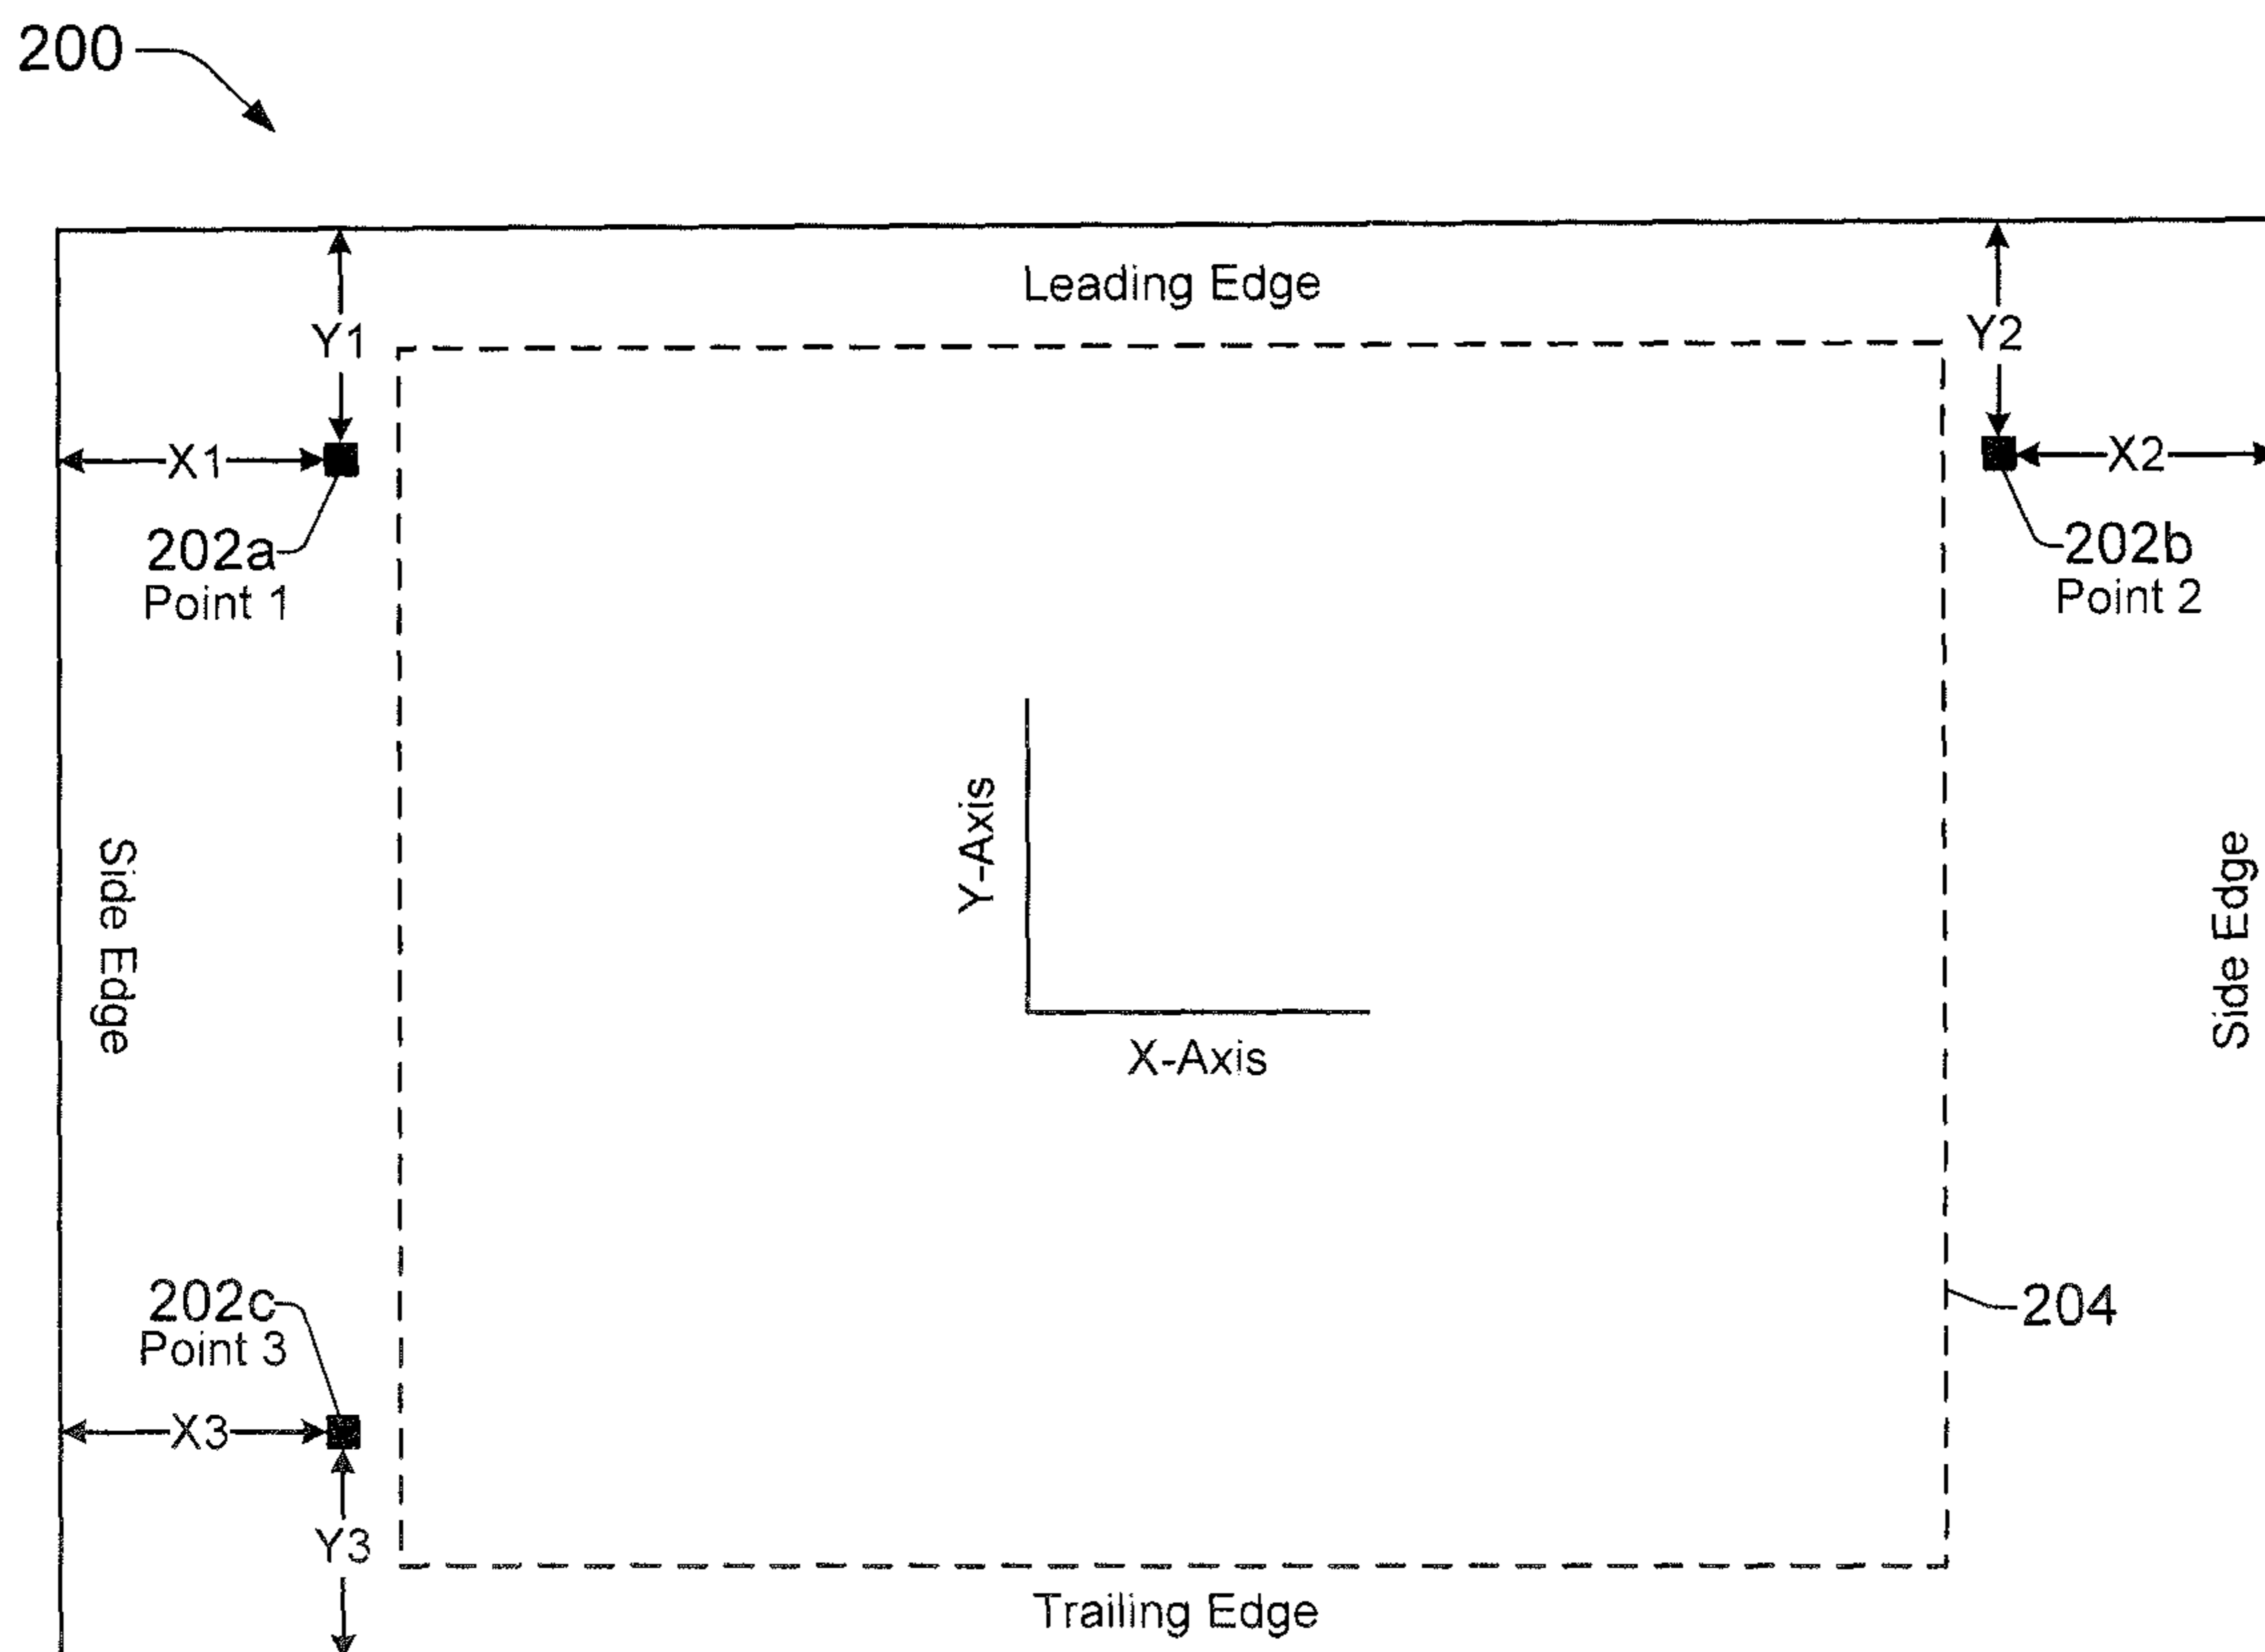 200
Leading Edge
Y1
Y2
X1
X2
202a
Point 1
202b
Point 2
Y-Axis
Side Edge
Side Edge
X-Axis
202c
Point 3
204
X3
Y3
Trailing Edge